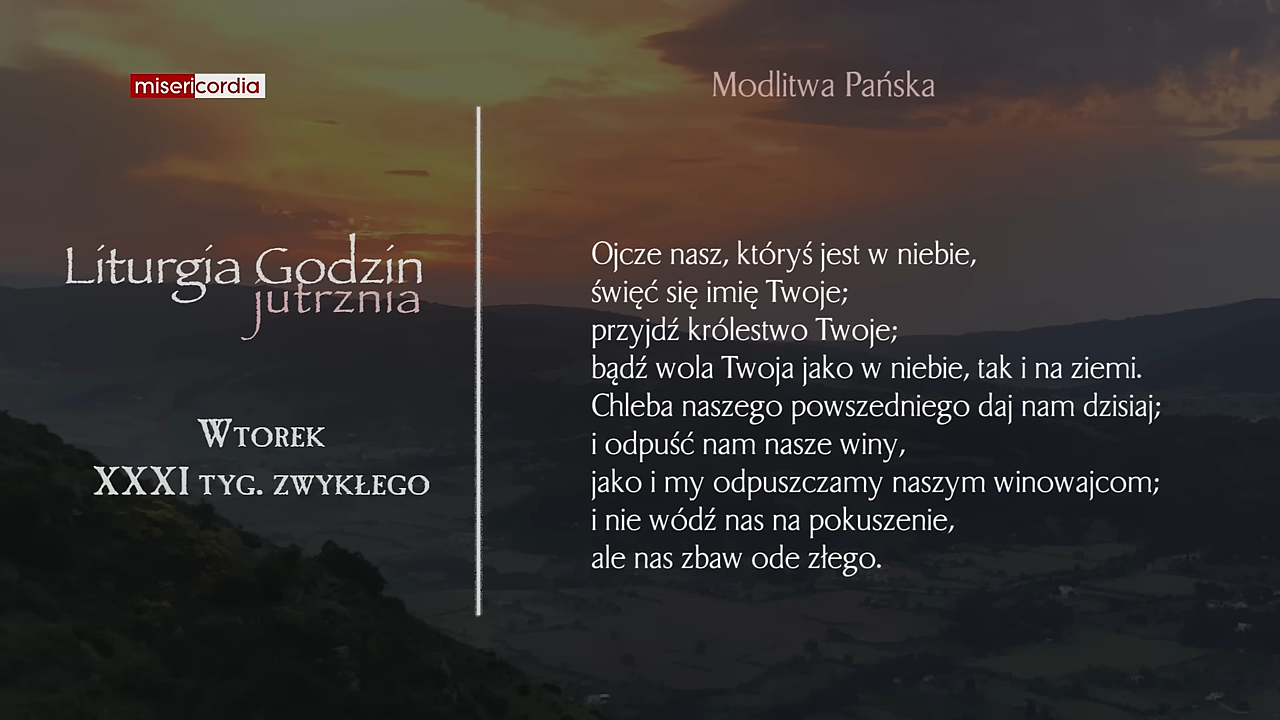 misericordia
Liturgia Godzin
jutrznia
Wtorek
XXXI tyg. zwykłego
Modlitwa Pańska
Ojcze nasz, któryś jest w niebie,
święć się imię Twoje;
przyjdź królestwo Twoje;
bądź wola Twoja jako w niebie, tak i na ziemi.
Chleba naszego powszedniego daj nam dzisiaj;
i odpuść nam nasze winy,
jako i my odpuszczamy naszym winowajcom;
i nie wódź nas na pokuszenie,
ale nas zbaw ode złego.